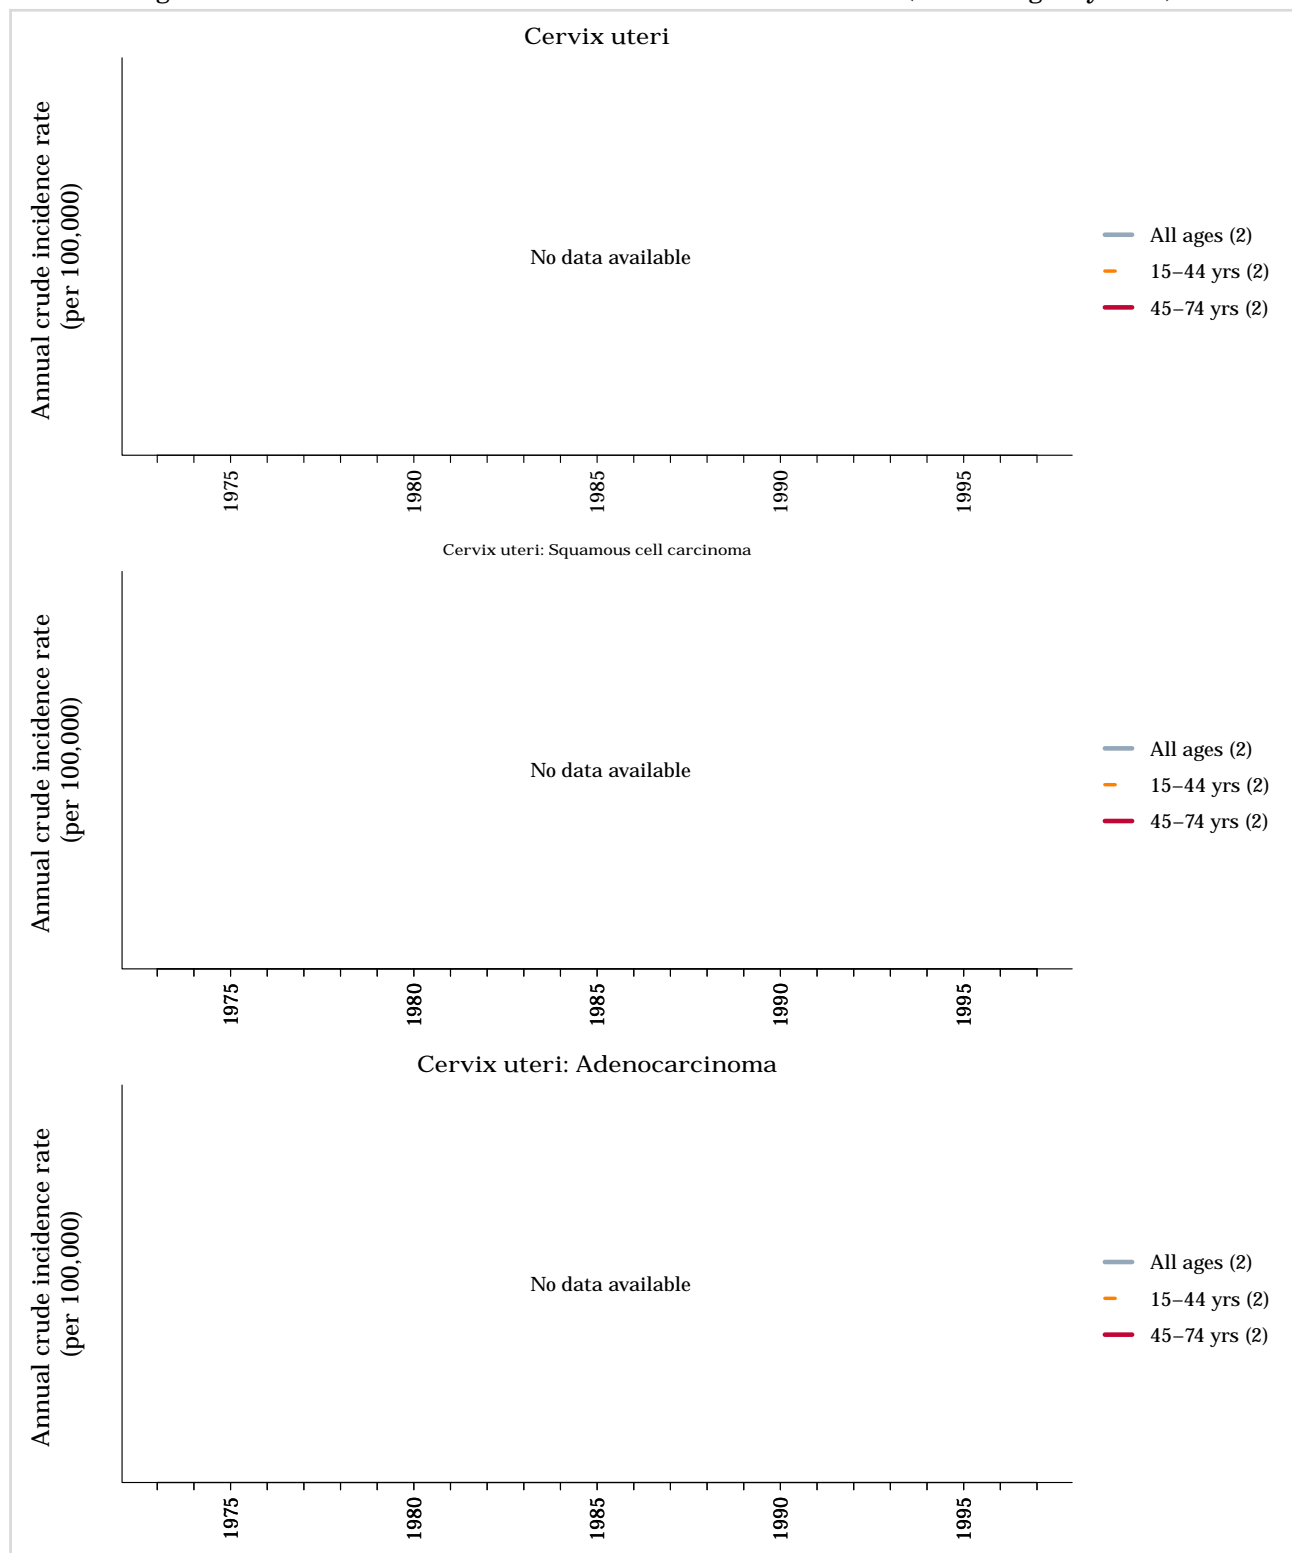 Cervix uteri
Annual crude incidence rate
(per 100,000)
No data available
All ages (2)
15–44 yrs (2)
45–74 yrs (2)
1975
1980
1985
1990
1995
Cervix uteri: Squamous cell carcinoma
Annual crude incidence rate
(per 100,000)
No data available
All ages (2)
15–44 yrs (2)
45–74 yrs (2)
1975
1980
1985
1990
1995
Cervix uteri: Adenocarcinoma
Annual crude incidence rate
(per 100,000)
No data available
All ages (2)
15–44 yrs (2)
45–74 yrs (2)
1975
1980
1985
1990
1995